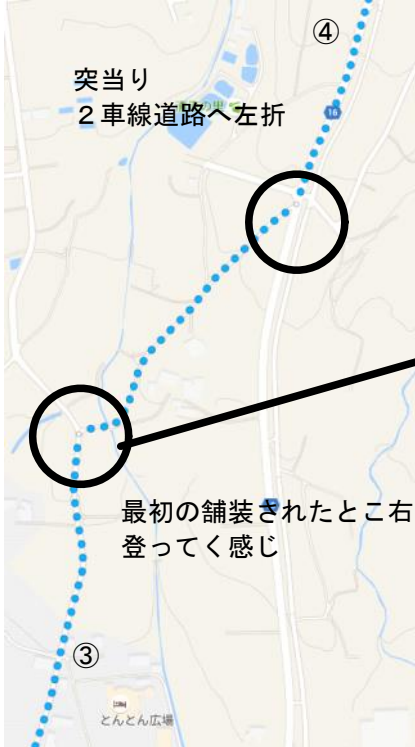 ④
突当り
２車線道路へ左折
16
最初の舗装されたとこ右
登ってく感じ
③
とんとん広場